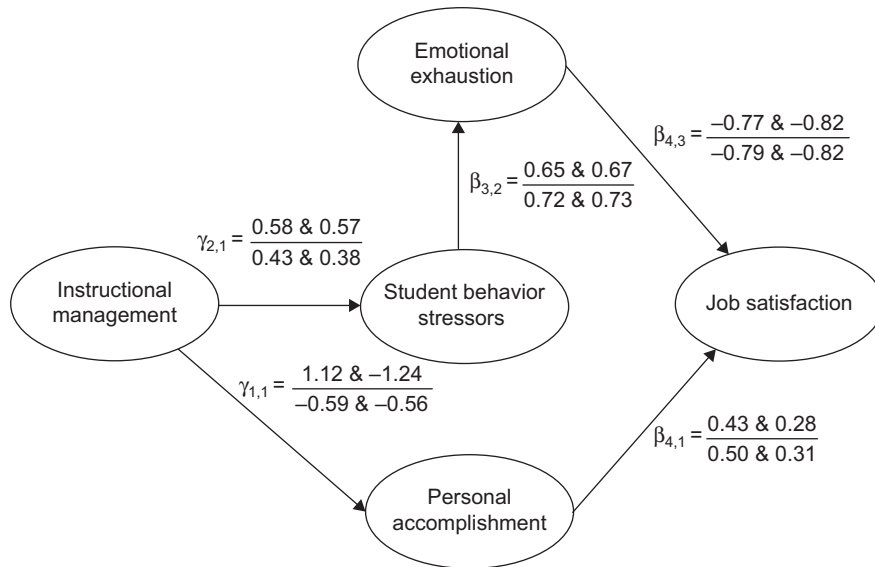 Emotional
exhaustion
β4,3 = –0.77 & –0.82
–0.79 & –0.82
β3,2 = 0.65 & 0.67
0.72 & 0.73
γ2,1 = 0.58 & 0.57
0.43 & 0.38
Instructional
management
Student behavior
stressors
Job satisfaction
γ1,1 = 1.12 & –1.24
–0.59 & –0.56
β4,1 = 0.43 & 0.28
0.50 & 0.31
Personal
accomplishment